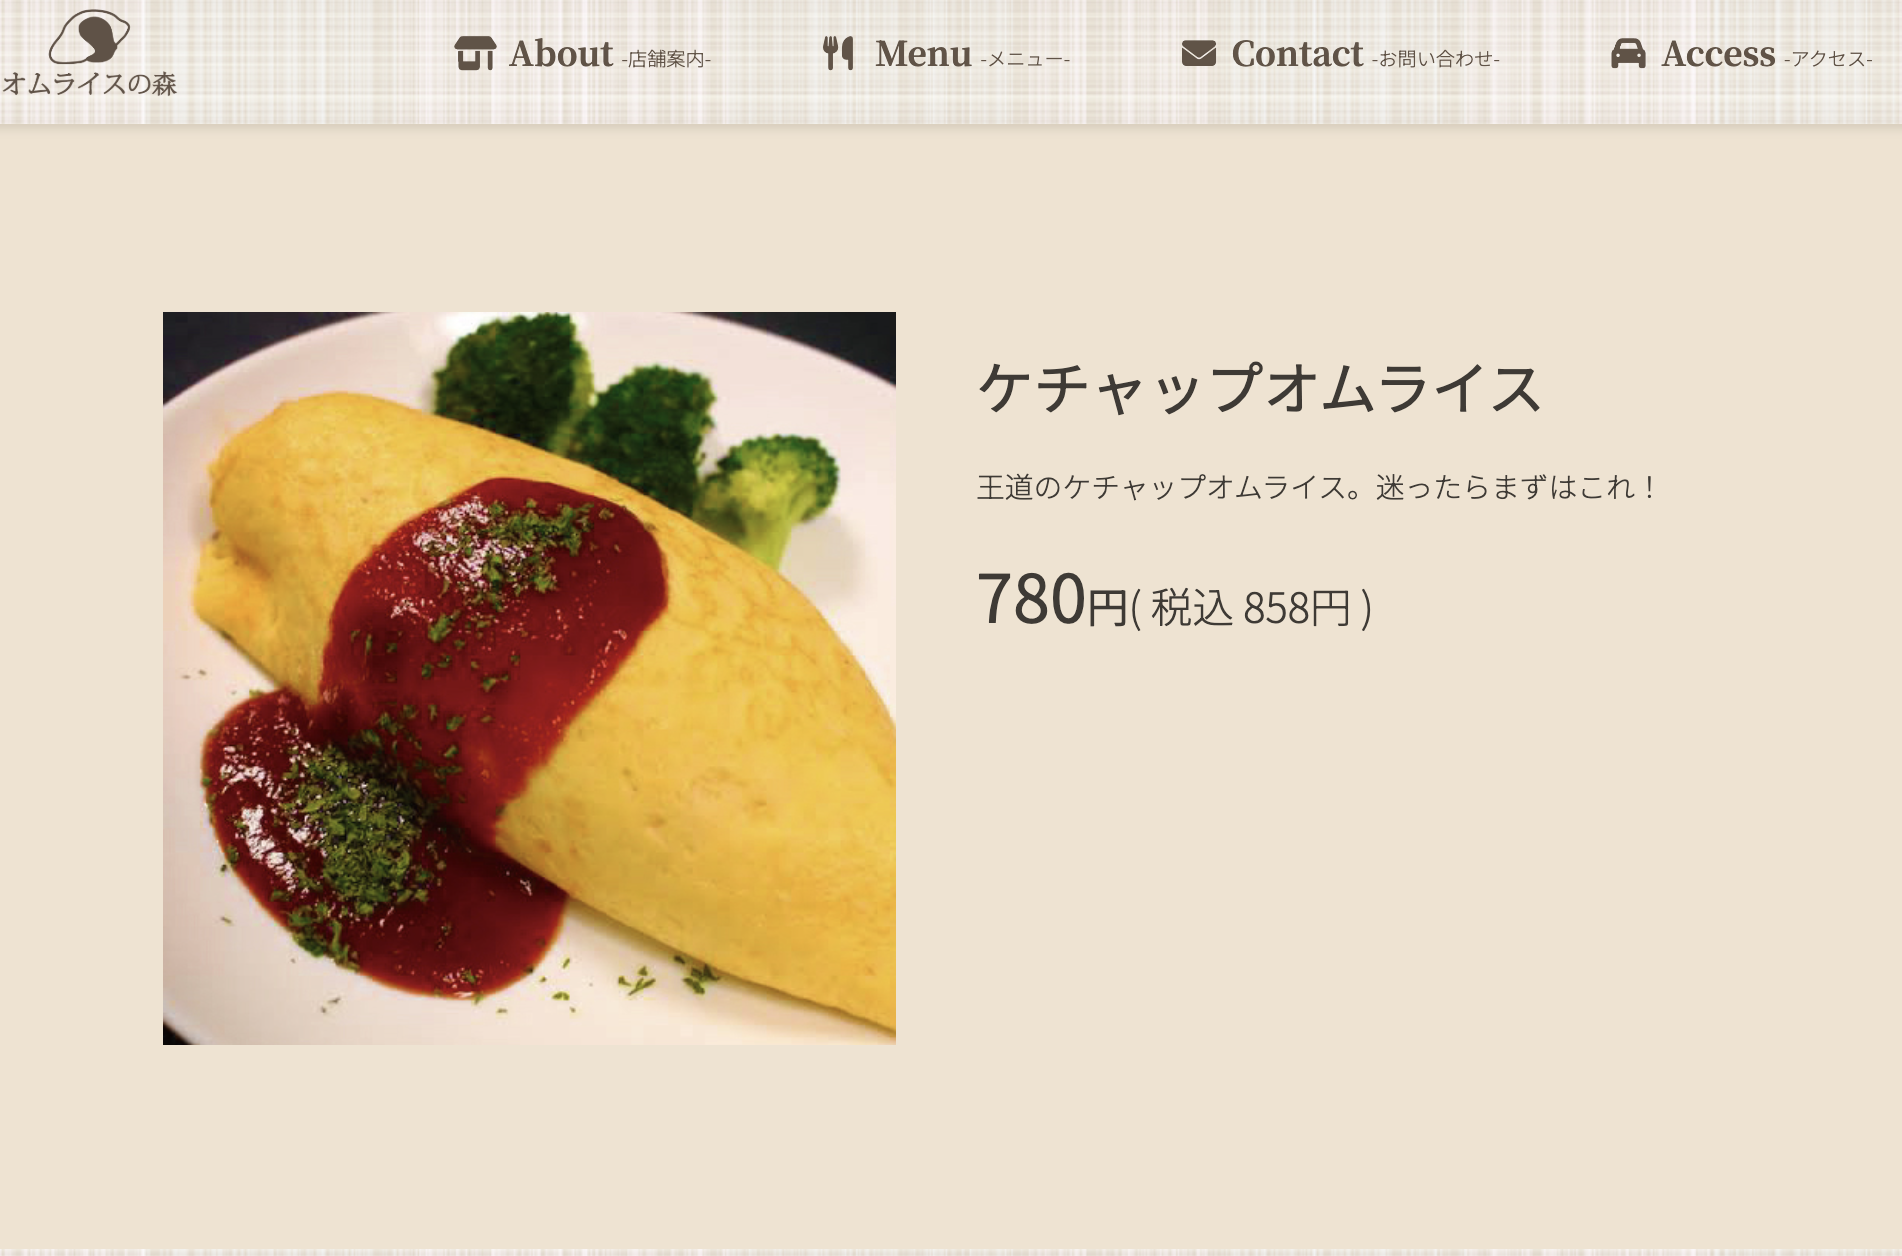 オムライスの森
About -店舗案内-
Menu -メニュー-
Contact -お問い合わせ-
Access -アクセス-
ケチャップオムライス
王道のケチャップオムライス。迷ったらまずはこれ！
780円( 税込 858円 )